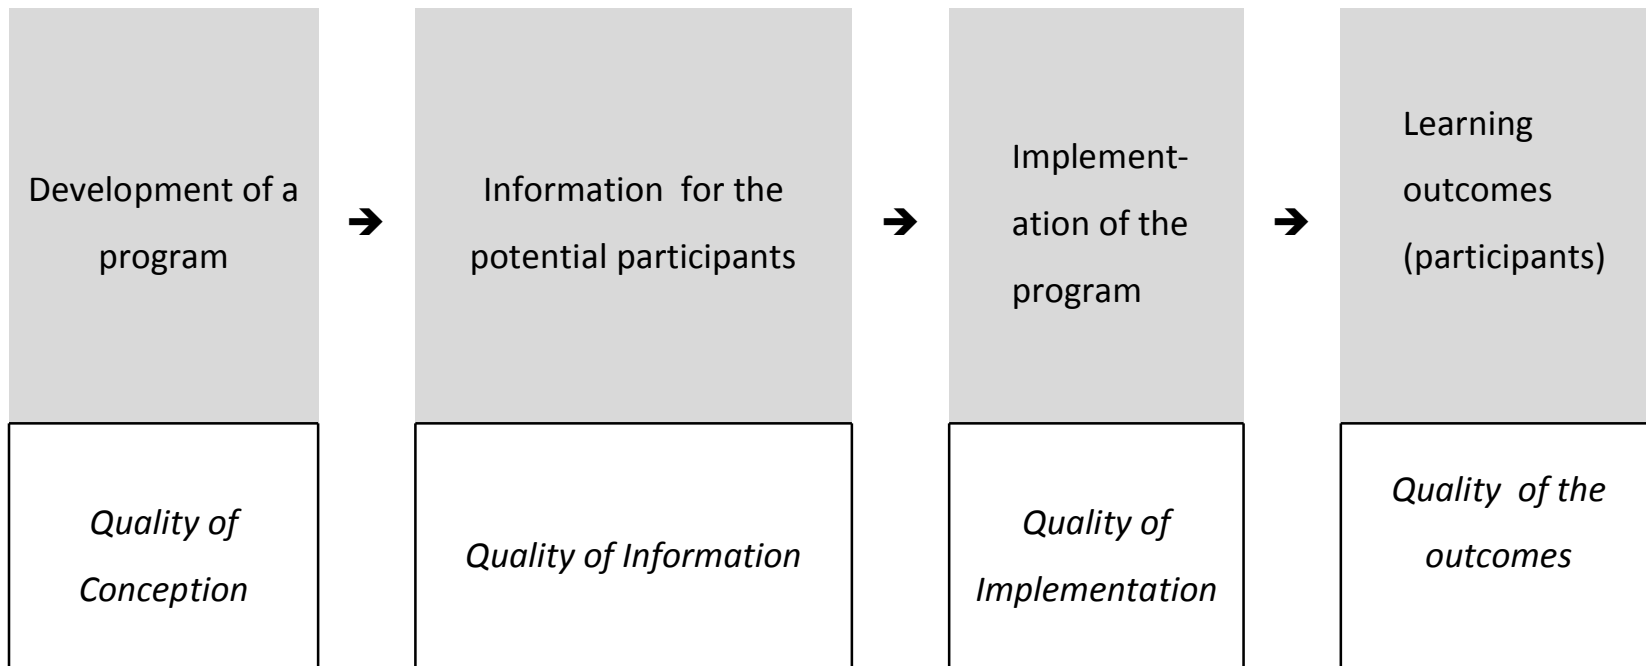 Development of a
program
➔
Information for the
potential participants
➔
Implement-
ation of the
program
➔
Learning
outcomes
(participants)
Quality of
Conception
Quality of Information
Quality of
Implementation
Quality of the
outcomes